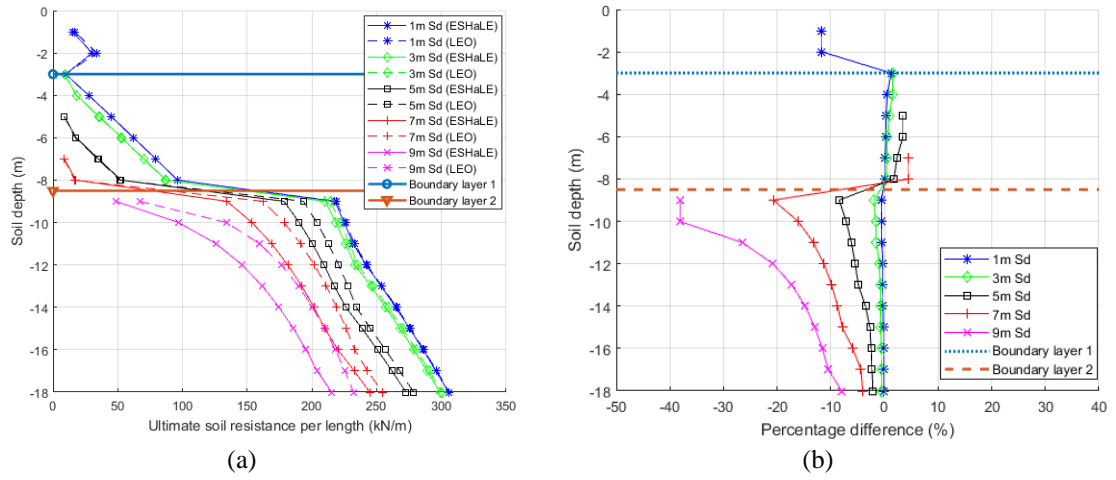 0
-2
-4
-6
-8
-10
-12
-14
-16
-18
Soil depth (m)
0 50 100 150 200 250 300 350
Ultimate soil resistance per length (kN/m)
1m Sd (ESHaLE)
1m Sd (LEO)
3m Sd (ESHaLE)
3m Sd (LEO)
5m Sd (ESHaLE)
5m Sd (LEO)
7m Sd (ESHaLE)
7m Sd (LEO)
9m Sd (ESHaLE)
9m Sd (LEO)
Boundary layer 1
Boundary layer 2
(a)
0
-2
-4
-6
-8
-10
-12
-14
-16
-18
Soil depth (m)
-50 -40 -30 -20 -10 0 10 20 30 40
Percentage difference (%)
1m Sd
3m Sd
5m Sd
7m Sd
9m Sd
Boundary layer 1
Boundary layer 2
(b)